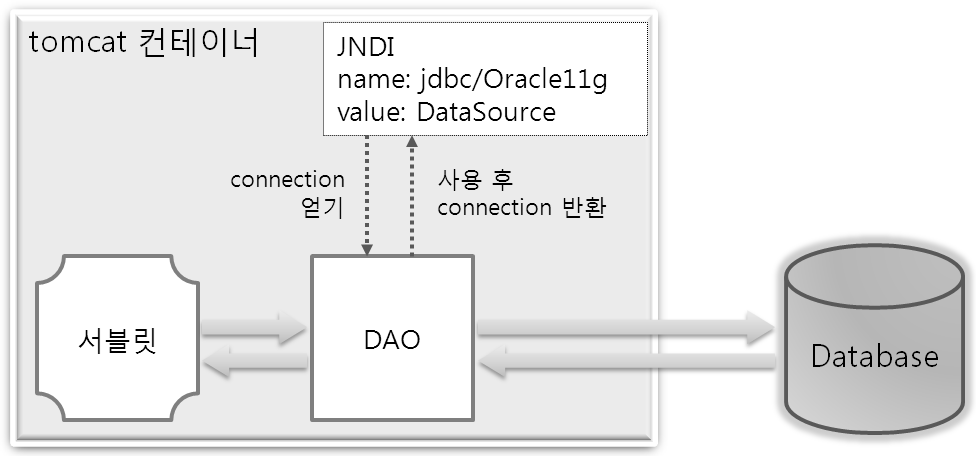 tomcat 컨테이너
JNDI
name: jdbc/Oracle11g
value: DataSource
connection
얻기
사용 후
connection 반환
서블릿
DAO
Database